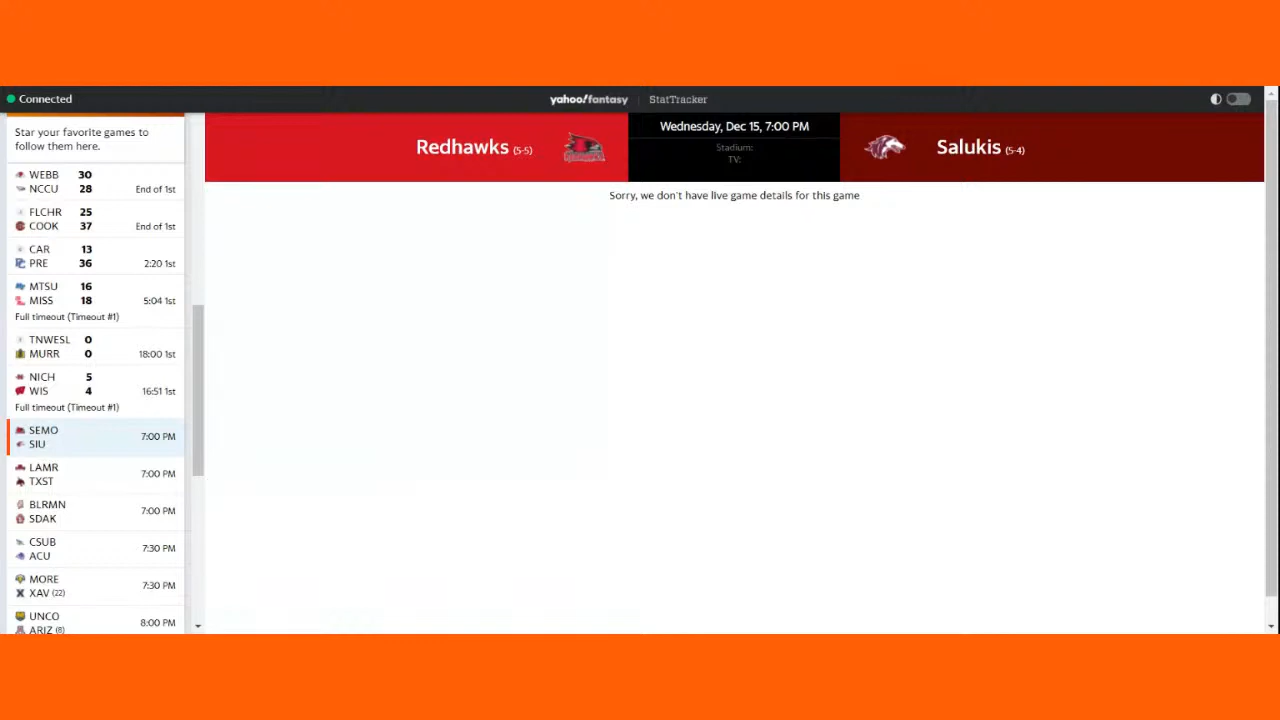 Connected
yahoo!fantasy
StatTracker
Star your favorite games to
follow them here.
WEBB 30
NCCU 28 End of 1st
FLCHR 25
COOK 37 End of 1st
CAR 13
PRE 36 2:20 1st
MTSU 16
MISS 18 5:04 1st
Full timeout (Timeout #1)
TNWESL 0
MURR 0 18:00 1st
NICH 5
WIS 4 16:51 1st
Full timeout (Timeout #1)
SEMO
SIU 7:00 PM
LAMR
TXST 7:00 PM
BLRMN
SDAK 7:00 PM
CSUB
ACU 7:30 PM
MORE
XAV (22) 7:30 PM
UNCO
ARIZ (8) 8:00 PM
Redhawks (5-5)
Wednesday, Dec 15, 7:00 PM
Stadium:
TV:
Salukis (5-4)
Sorry, we don't have live game details for this game